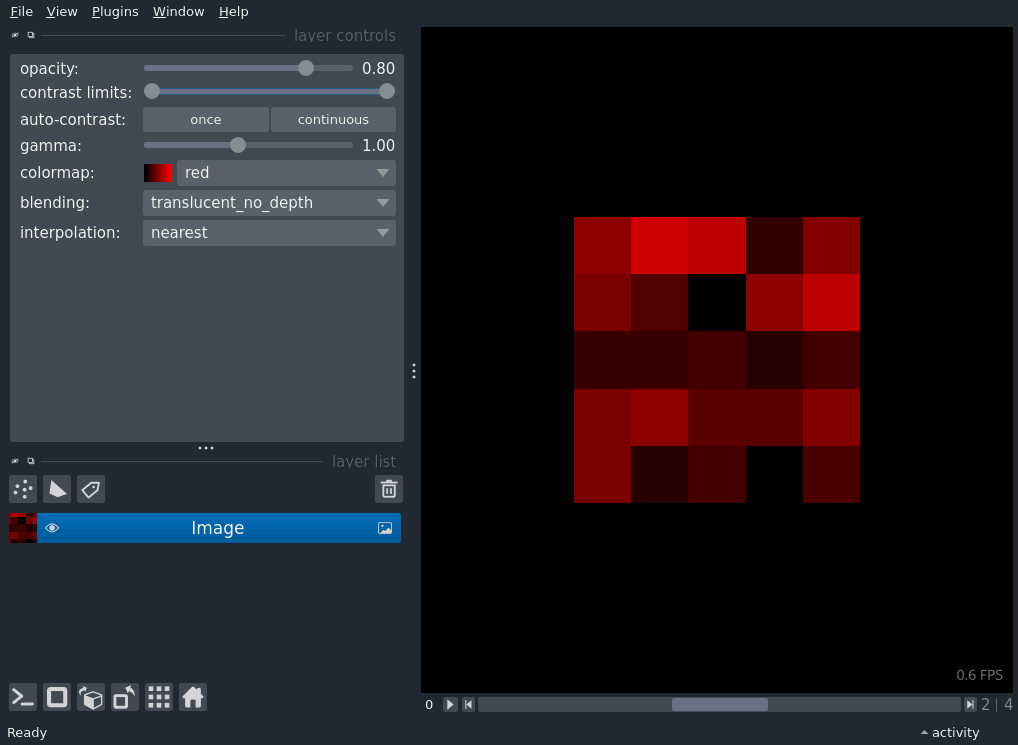 File View Plugins Window Help
layer controls
opacity: 0.80
contrast limits:
auto-contrast: once continuous
gamma: 1.00
colormap: red
blending: translucent_no_depth
interpolation: nearest
layer list
Image
0.6 FPS
0 2 | 4
Ready activity